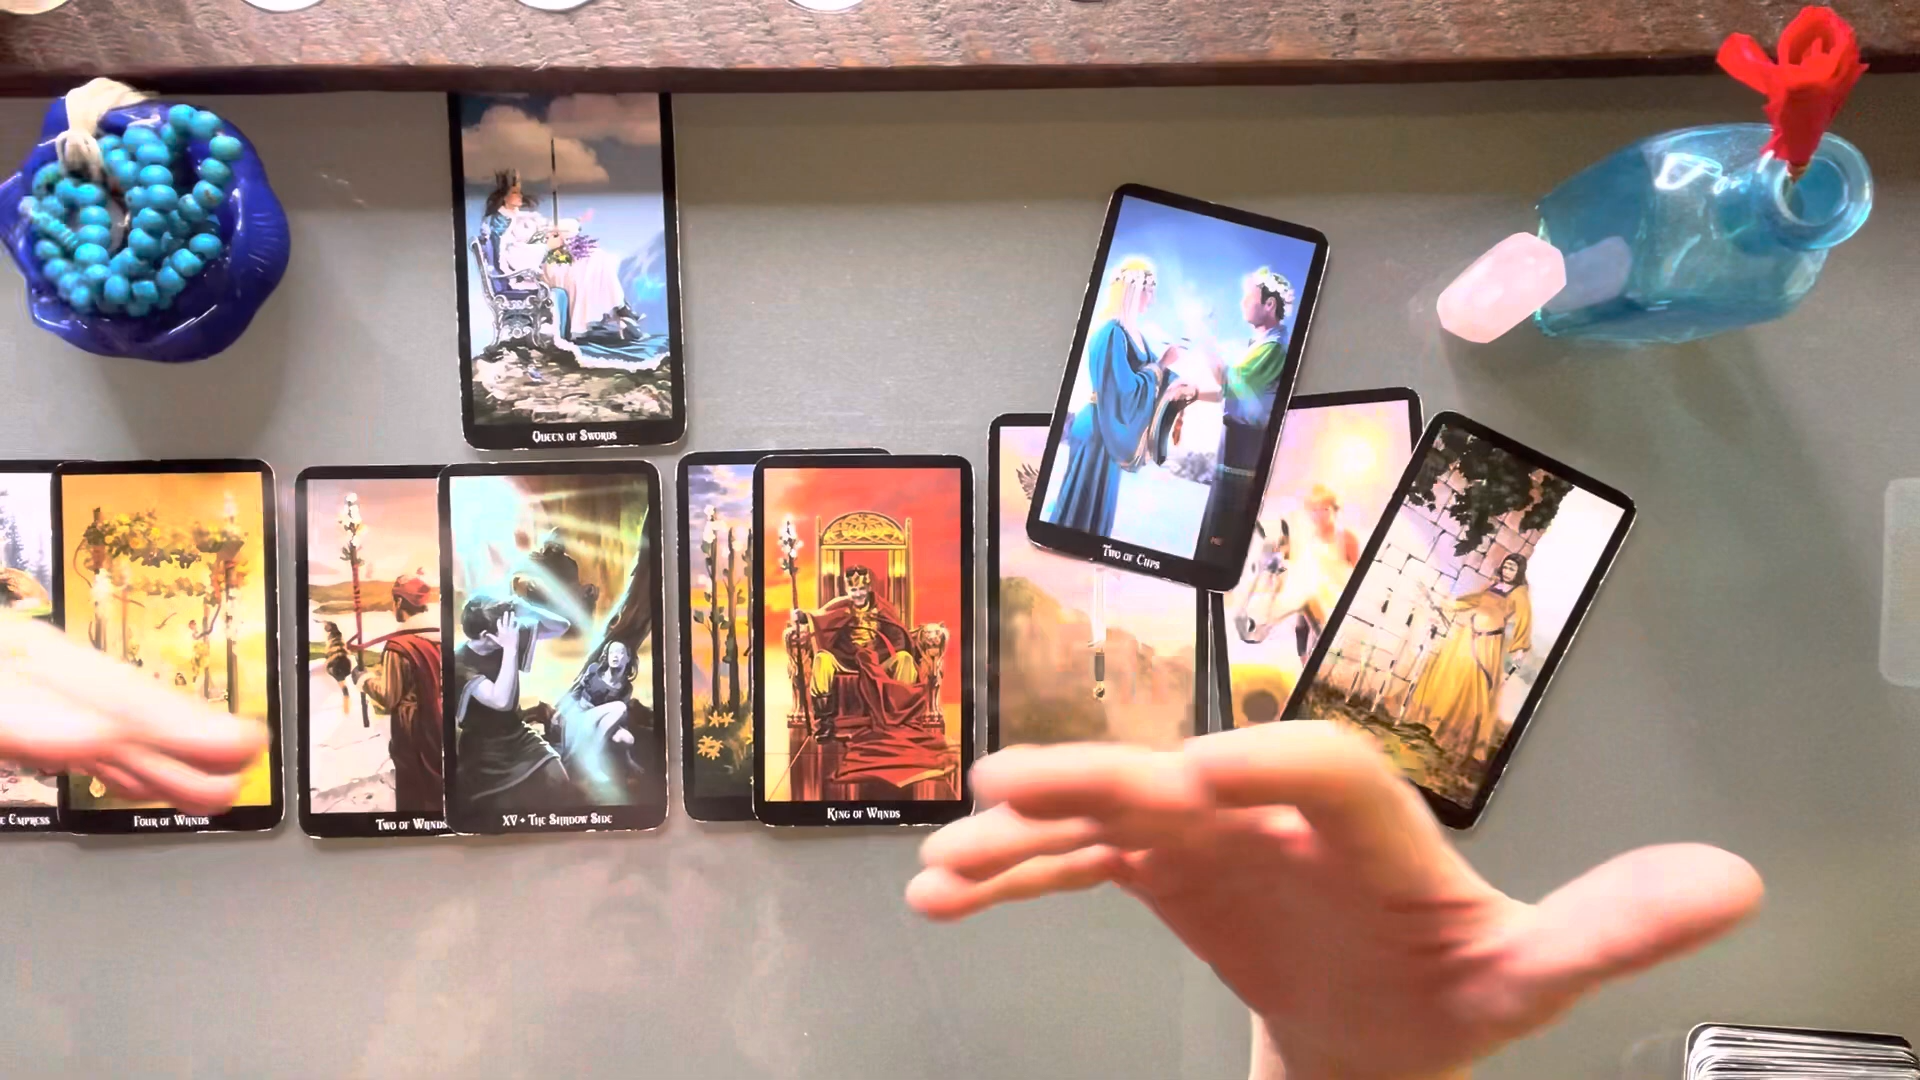 Queen of Swords
Two of Cups
Empress
Four of Wands
Two of Wands
XV • The Shadow Side
King of Wands